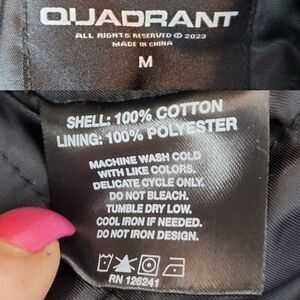 QUADRANT
ALL RIGHTS RESERVED © 2023
MADE IN CHINA
M
SHELL: 100% COTTON
LINING: 100% POLYESTER
MACHINE WASH COLD
WITH LIKE COLORS.
DELICATE CYCLE ONLY.
DO NOT BLEACH.
TUMBLE DRY LOW.
COOL IRON IF NEEDED.
DO NOT IRON DESIGN.
RN 126241